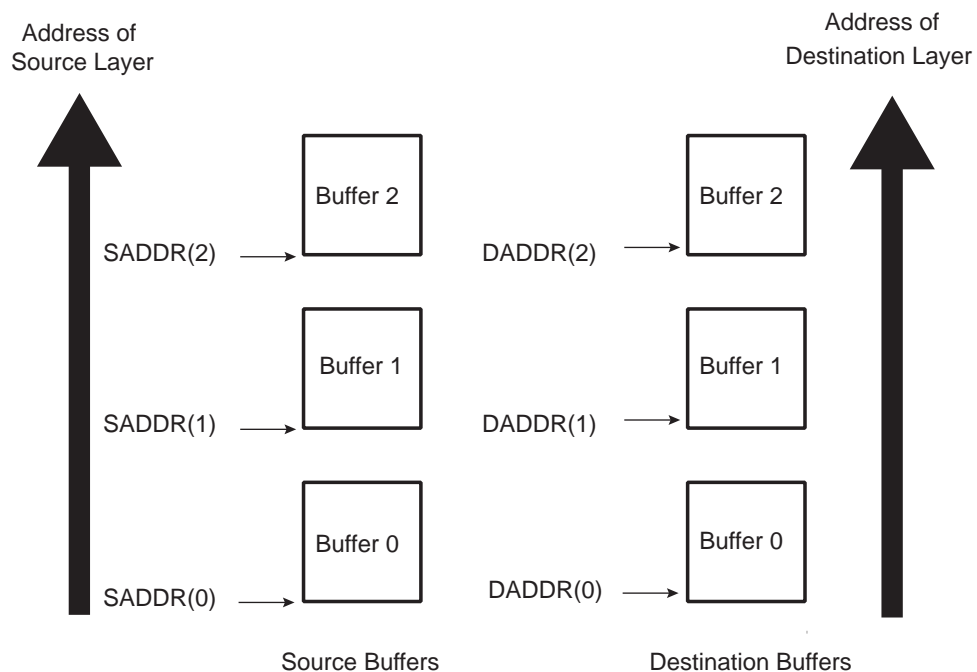 Address of
Source Layer
Address of
Destination Layer
Buffer 2
Buffer 2
SADDR(2)
DADDR(2)
Buffer 1
Buffer 1
SADDR(1)
DADDR(1)
Buffer 0
Buffer 0
SADDR(0)
DADDR(0)
Source Buffers
Destination Buffers